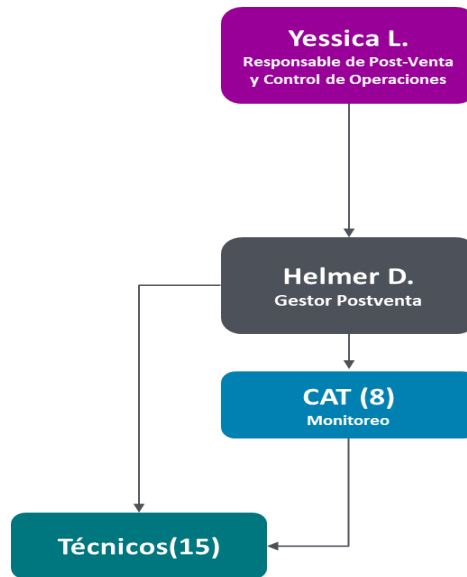 Yessica L.
Responsable de Post-Venta
y Control de Operaciones
Helmer D.
Gestor Postventa
CAT (8)
Monitoreo
Técnicos(15)